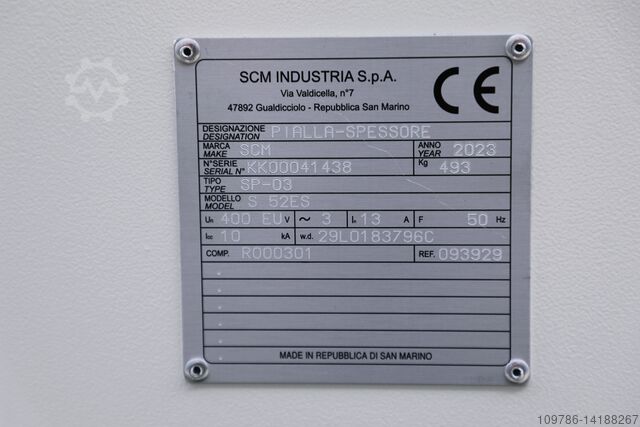 SCM INDUSTRIA S.p.A.
Via Valdicella, n°7
47892 Gualdicciolo - Repubblica San Marino
CE
DESIGNAZIONE
DESIGNATION PIALLA-SPESSORE
MARCA
MAKE SCM ANNO
YEAR 2023
N°SERIE
SERIAL N° KK00041438 Kg 493
TIPO
TYPE SP-03
MODELLO
MODEL S 52ES
Un 400 EU V ~ 3 In 13 A F 50 Hz
Icc 10 kA w.d. 29L0183796C
COMP. R000301 REF. 093929
MADE IN REPUBBLICA DI SAN MARINO
109786-14188267